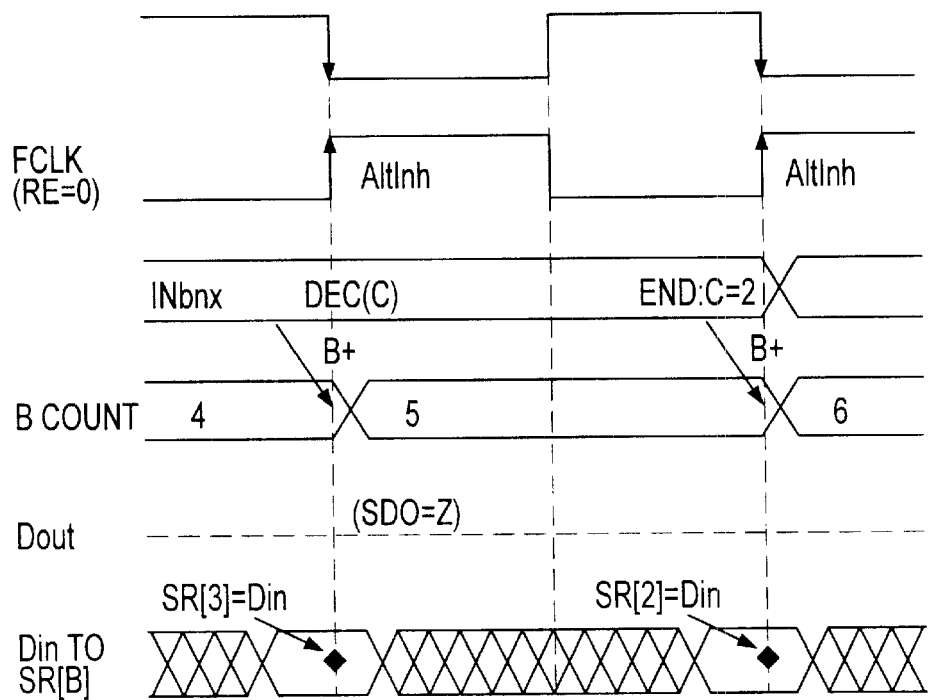 FCLK
(RE=0)
AltInh
AltInh
INbnx
DEC(C)
END:C=2
B+
B+
B COUNT
4
5
6
(SDO=Z)
Dout
SR[3]=Din
SR[2]=Din
Din TO
SR[B]